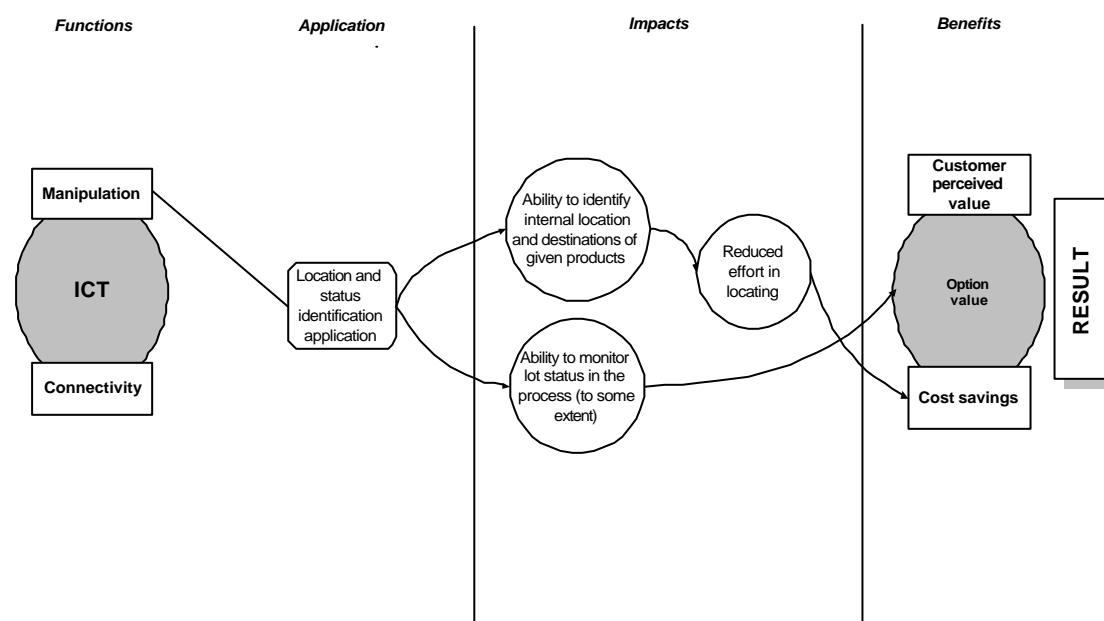 Functions
Application
Impacts
Benefits
.
Manipulation
ICT
Connectivity
Location and
status
identification
application
Ability to identify
internal location
and destinations of
given products
Reduced
effort in
locating
Ability to monitor
lot status in the
process (to some
extent)
Customer
perceived
value
Option
value
Cost savings
RESULT